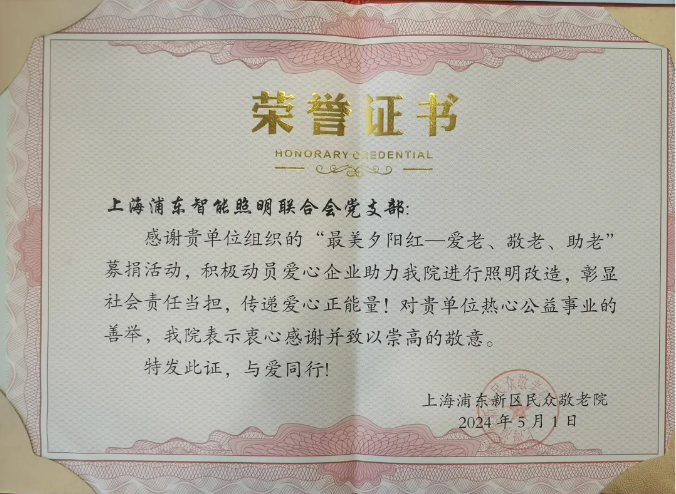 荣誉证书
HONORARY CREDENTIAL
上海浦东智能照明联合会党支部:
感谢贵单位组织的“最美夕阳红—爱老、敬老、助老”
募捐活动，积极动员爱心企业助力我院进行照明改造，彰显
社会责任当担，传递爱心正能量！对贵单位热心公益事业的
善举，我院表示衷心感谢并致以崇高的敬意。
特发此证，与爱同行!
上海浦东新区民众敬老院
2024年5月1日